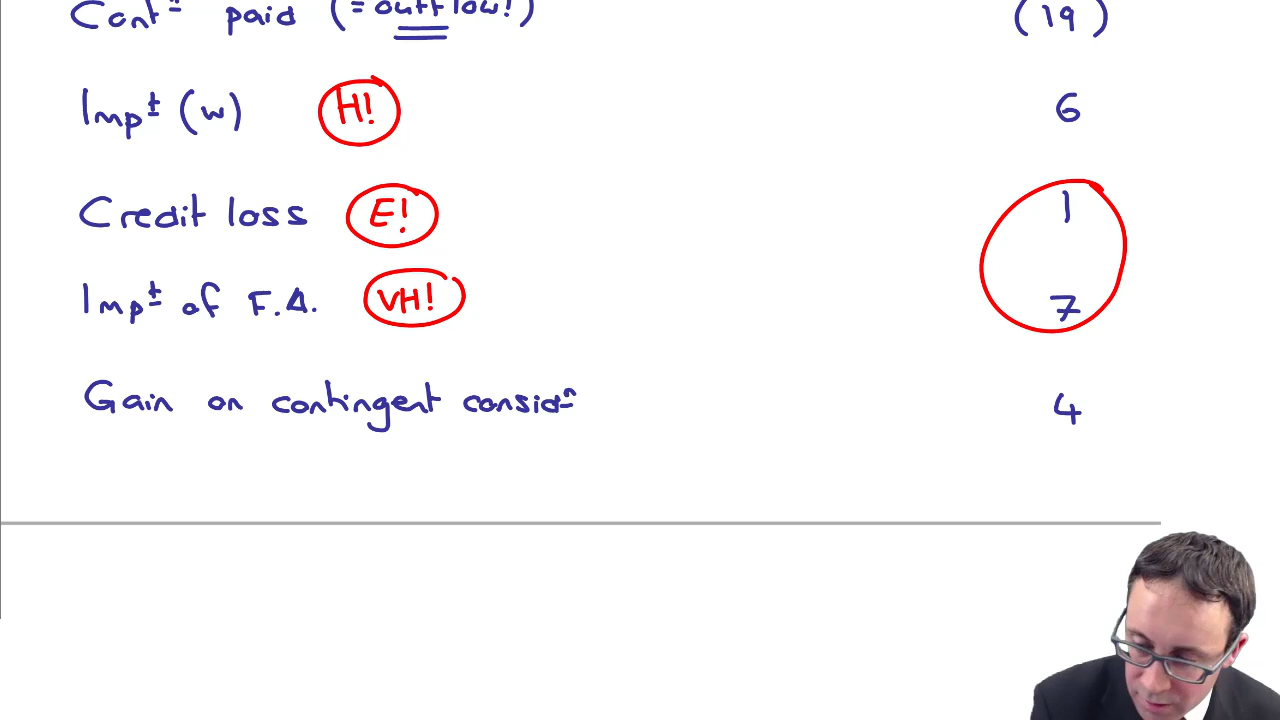 Contⁿ paid (= outflow!) (19)
Impᵗ (w) H! 6
Credit loss E! 1
Impᵗ of F.A. VH! 7
Gain on contingent considⁿ 4